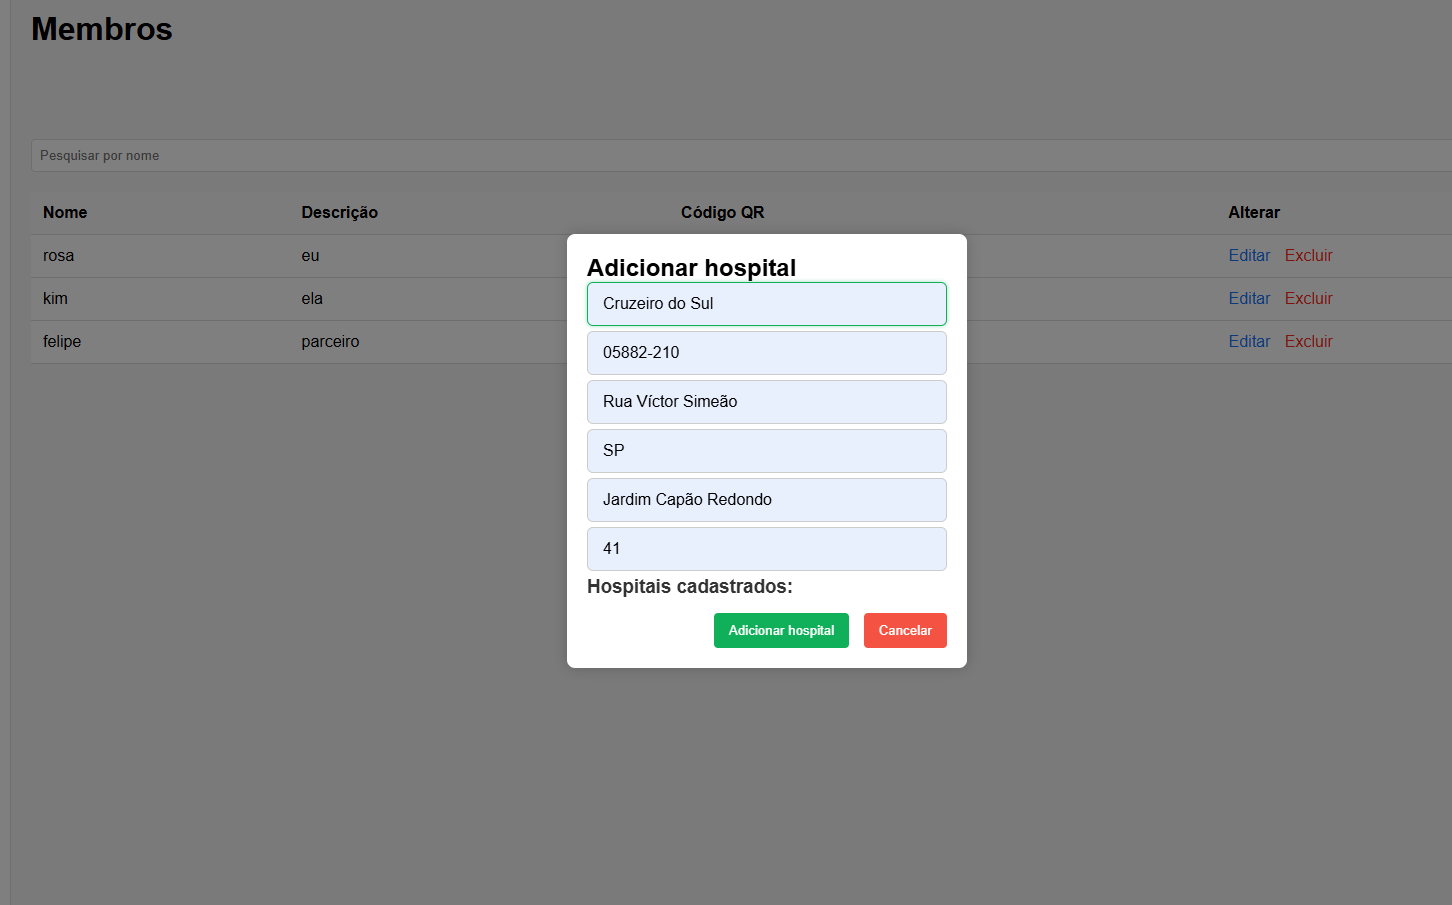 Membros
Pesquisar por nome
Nome Descrição Código QR Alterar
rosa eu Editar Excluir
kim ela Editar Excluir
felipe parceiro Editar Excluir
Adicionar hospital
Cruzeiro do Sul
05882-210
Rua Víctor Simeão
SP
Jardim Capão Redondo
41
Hospitais cadastrados:
Adicionar hospital Cancelar